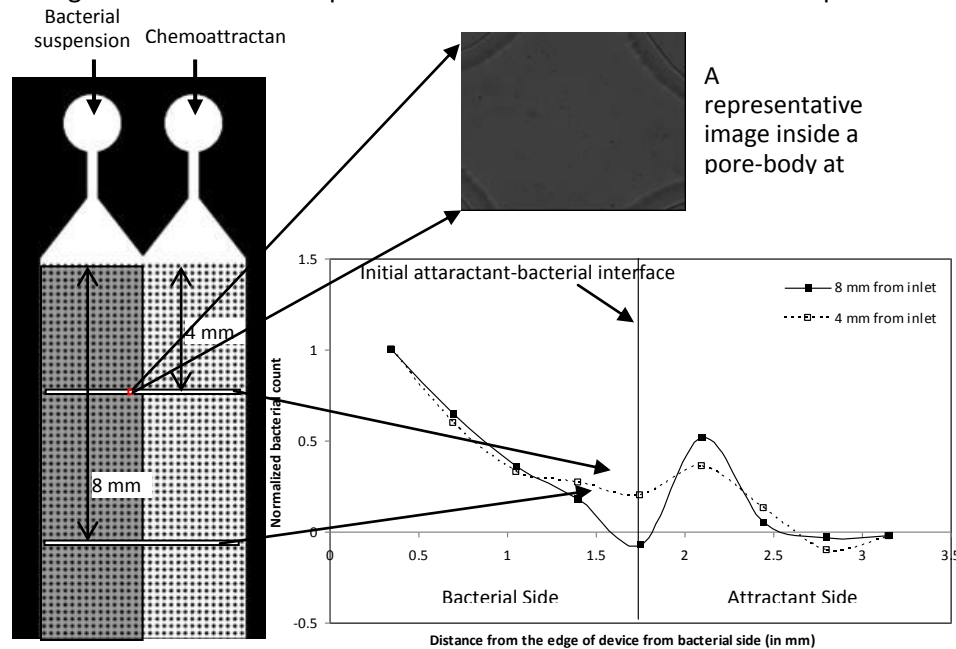 Bacterial
suspension
Chemoattractan
A
representative
image inside a
pore-body at
4 mm
8 mm
1.5
1
0.5
0
-0.5
Normalized bacterial count
Initial attaractant-bacterial interface
8 mm from inlet
4 mm from inlet
0
0.5
1
1.5
2
2.5
3
3.5
Bacterial Side
Attractant Side
Distance from the edge of device from bacterial side (in mm)